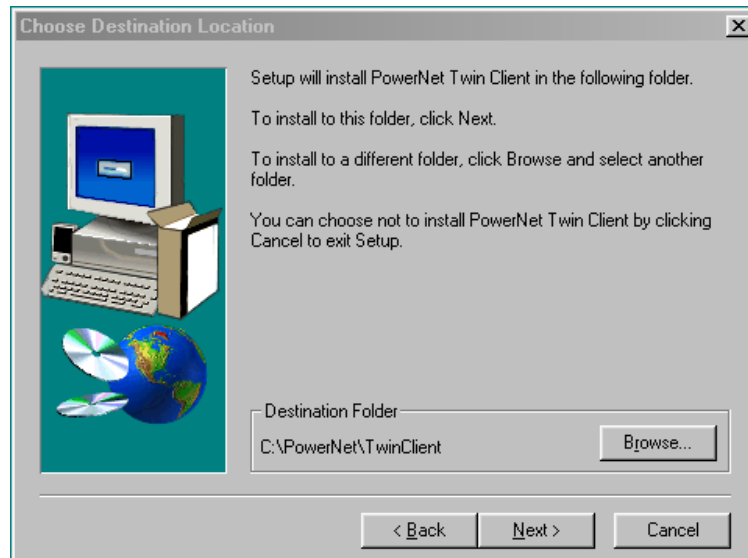 Choose Destination Location
Setup will install PowerNet Twin Client in the following folder.
To install to this folder, click Next.
To install to a different folder, click Browse and select another
folder.
You can choose not to install PowerNet Twin Client by clicking
Cancel to exit Setup.
Destination Folder
C:\PowerNet\TwinClient
Browse...
< Back
Next >
Cancel